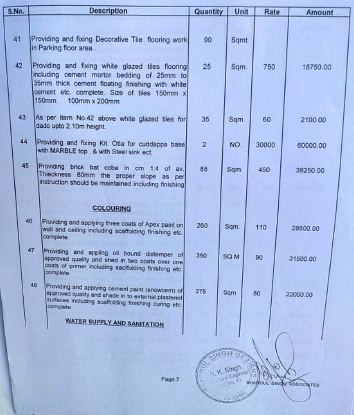 S.No. Description Quantity Unit Rate Amount
41 Providing and fixing Decorative Tile flooring work 90 Sqmt.
in Parking floor area .
42 Providing and fixing white glazed tiles flooring 25 Sqm. 750 18750.00
including cement mortor bedding of 25mm to
35mm thick cement floating finishing with white
cement etc. complete. Size of tiles 150mm x
150mm 100mm x 200mm
43 As per item No.42 above white glazed tiles for 35 Sqm. 60 2100.00
dado upto 2.10m height.
44 Providing and fixing Kit. Otla for cuddappa base 2 NO. 30000 60000.00
with MARBLE top , & with Steel sink ect.
45 Providing brick bat coba in cm 1:4 of av. 85 Sqm. 450 38250.00
Thieckness 80mm the proper slope as per
instruction should be maintained including finishing
COLOURING
46 Providing and applying three coats of Apex paint on 260 Sqm. 110 28600.00
wall and ceiling including scaffolding finishing etc.
complete.
47 Providing and appling oil bound distemper of 350 SQ.M 90 31500.00
approved quality and shed in two coats over one
coats of primer including sacffolding finishing etc.
complete.
48 Providing and applying cement paint (snowcem) of 275 Sqm 80 22000.00
approved quality and shade in to external plastered
surfaces including scaffolding finishing curing etc.
complete.
WATER SUPPLY AND SANITATION
Page 7
Singh
ASSOCIATES